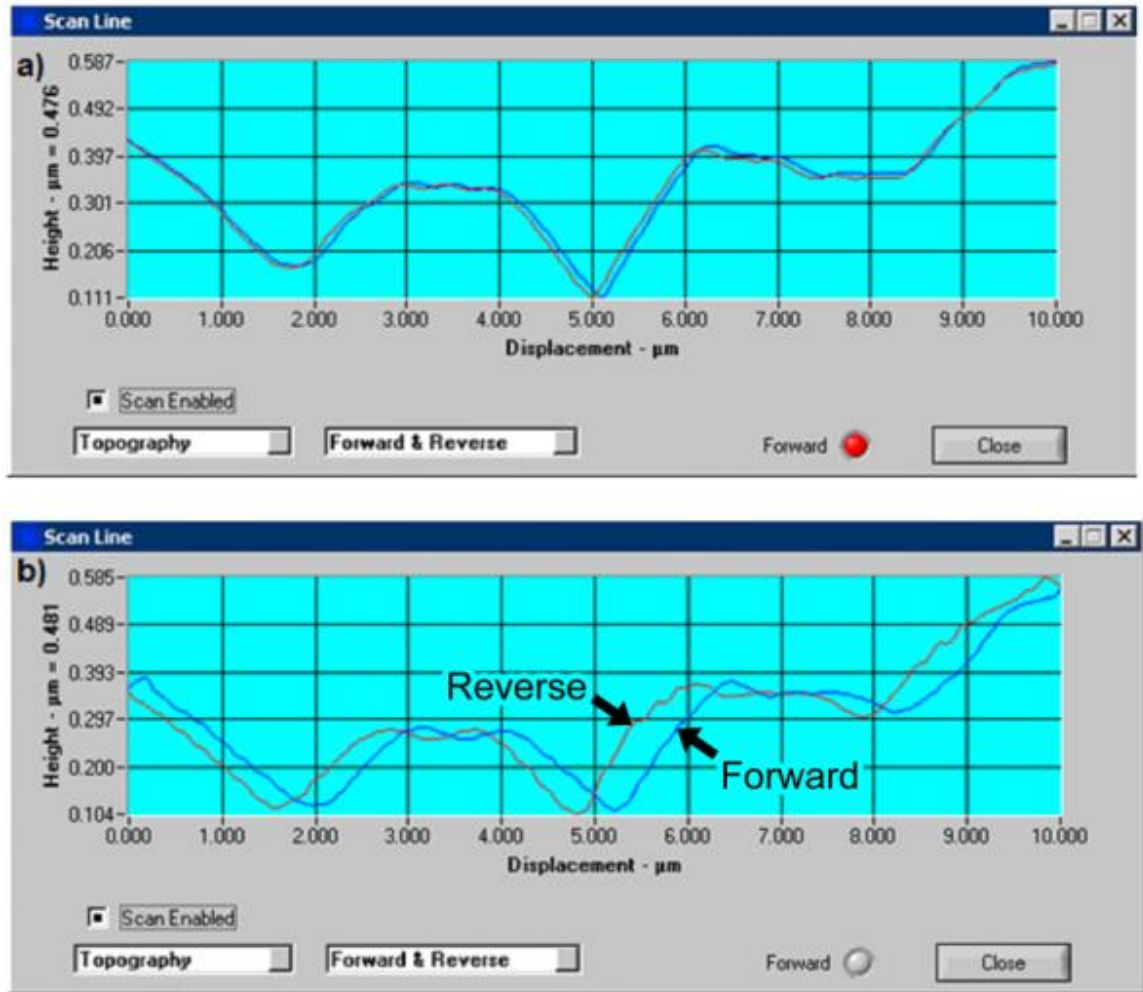 Scan Line
a)
0.587
0.492
0.397
0.301
0.206
0.111
Height - µm = 0.476
0.000 1.000 2.000 3.000 4.000 5.000 6.000 7.000 8.000 9.000 10.000
Displacement - µm
Scan Enabled
Topography Forward & Reverse Forward Close
Scan Line
b)
0.585
0.489
0.393
0.297
0.200
0.104
Height - µm = 0.481
Reverse
Forward
0.000 1.000 2.000 3.000 4.000 5.000 6.000 7.000 8.000 9.000 10.000
Displacement - µm
Scan Enabled
Topography Forward & Reverse Forward Close